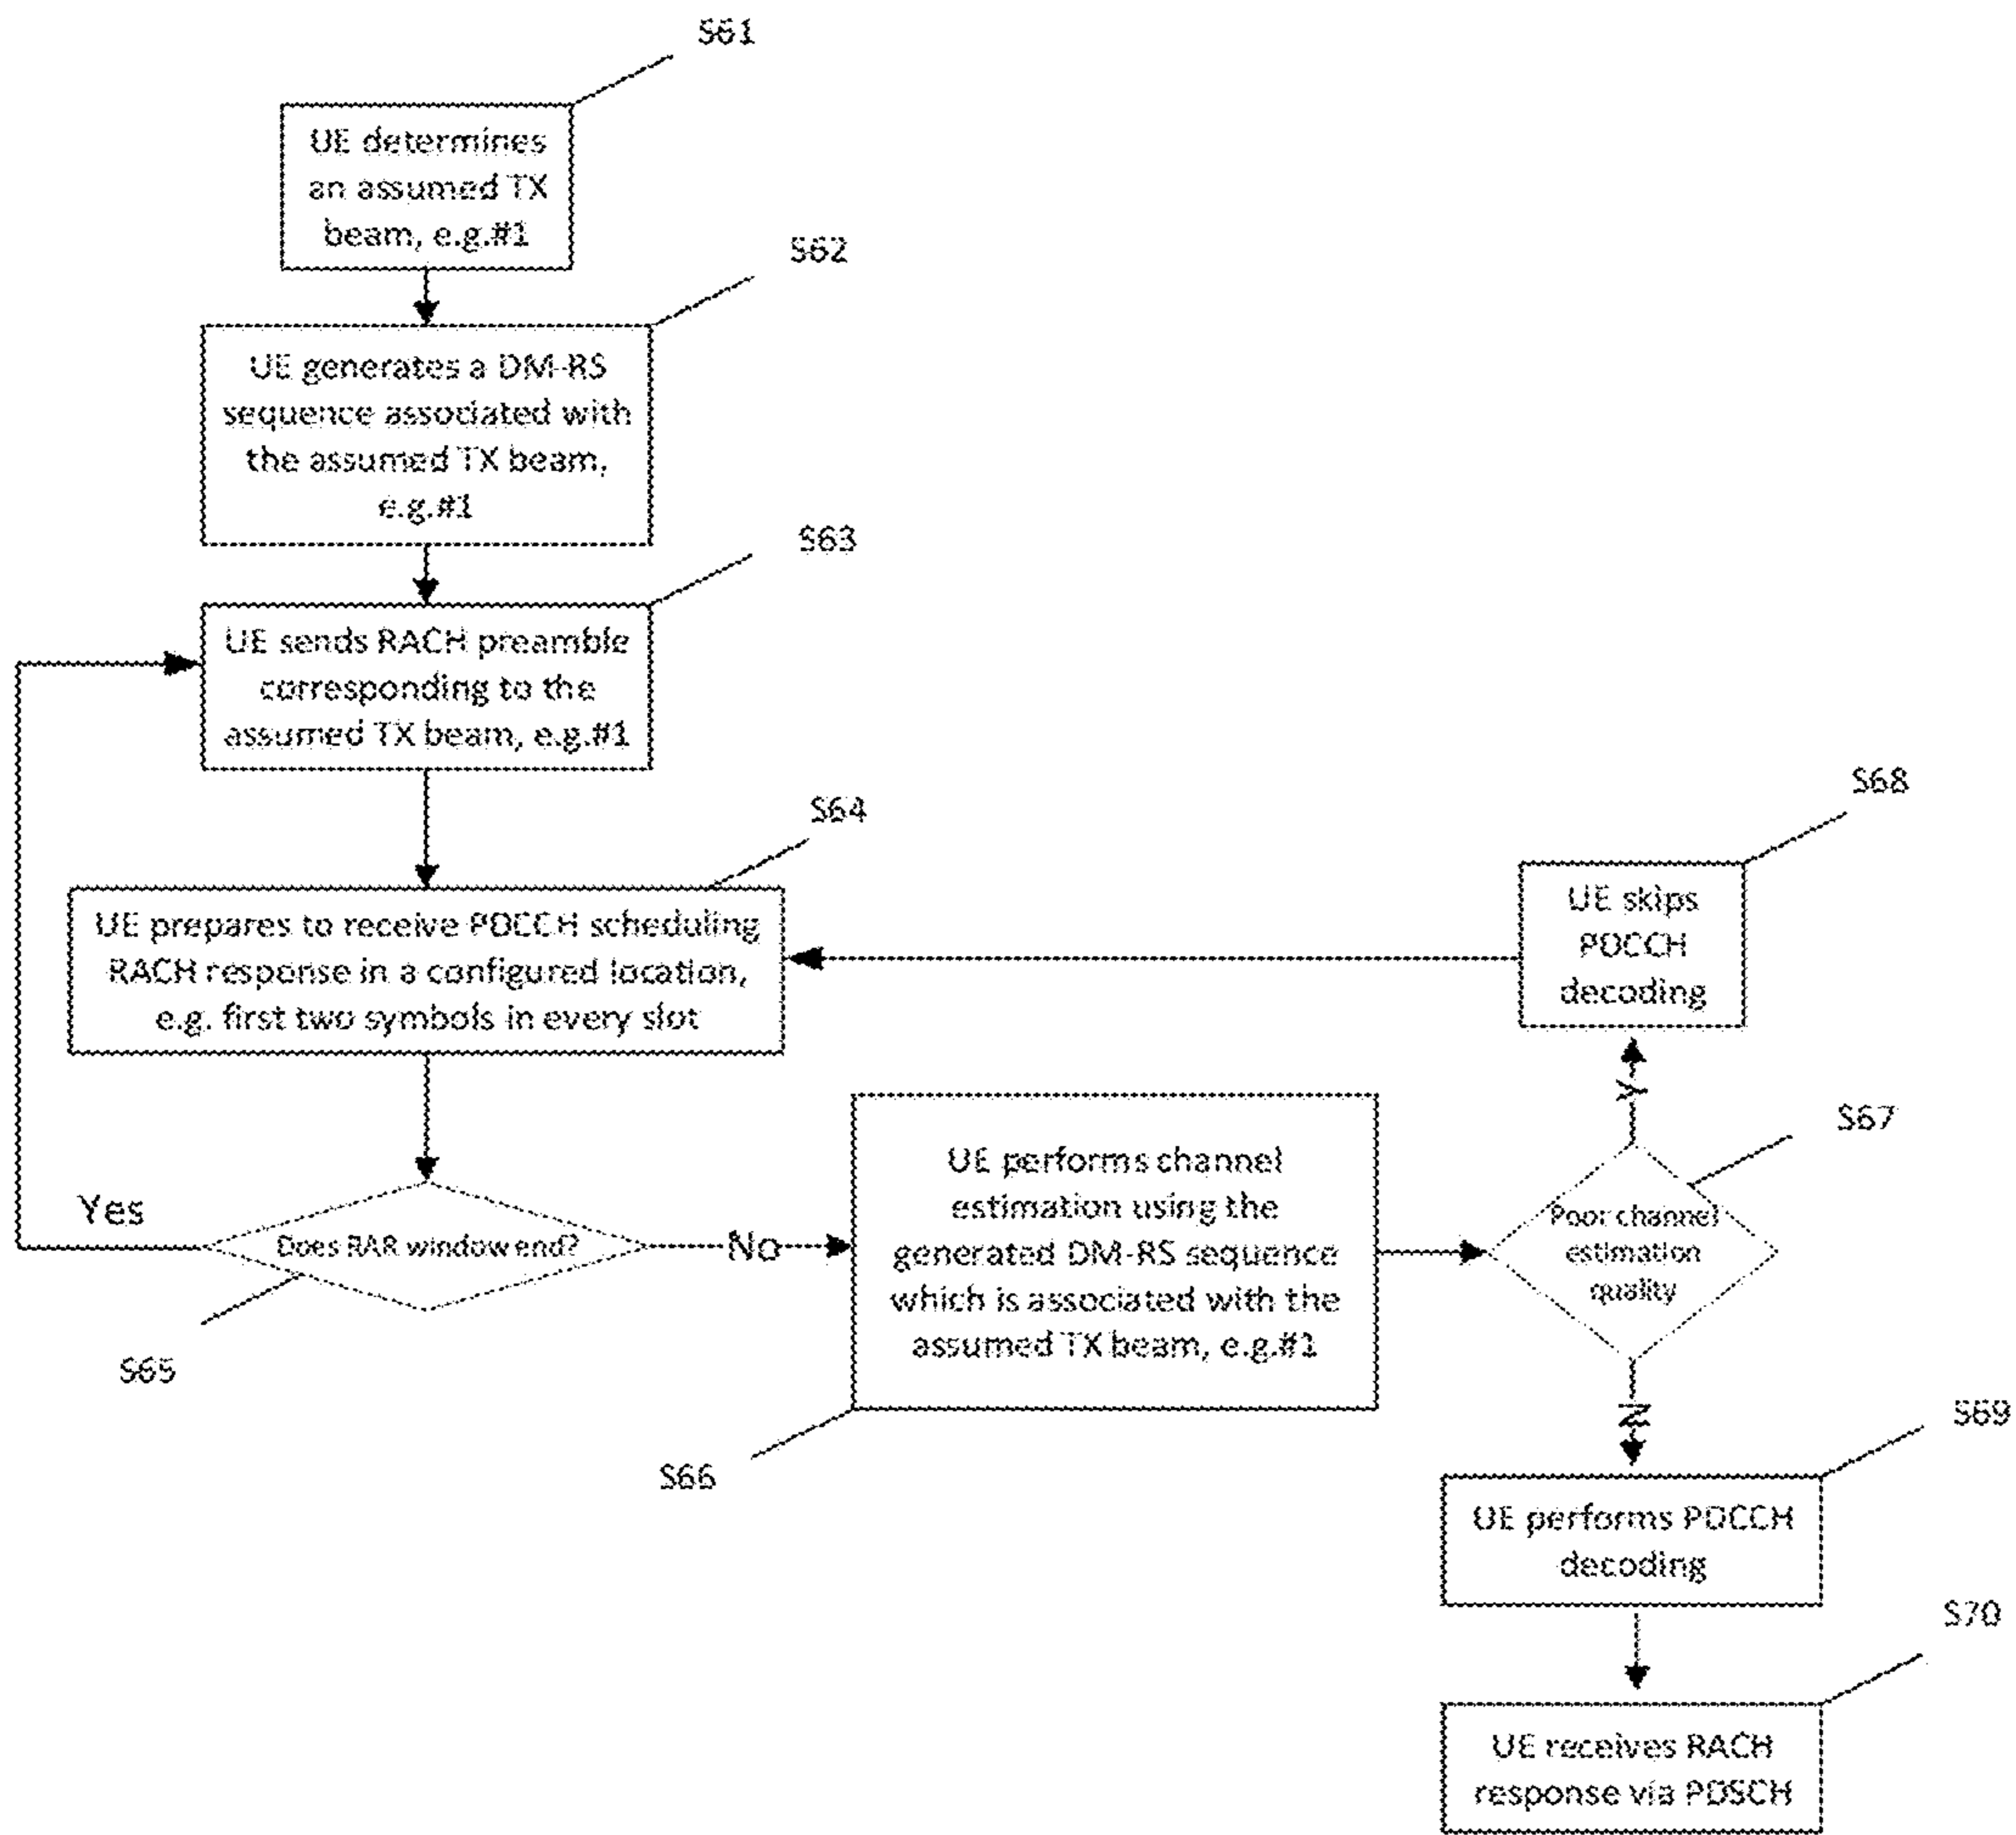 S61
UE determines
an assumed TX
beam, e.g.#1
S62
UE generates a DM-RS
sequence associated with
the assumed TX beam,
e.g.#1
S63
UE sends RACH preamble
corresponding to the
assumed TX beam, e.g.#1
S64
UE prepares to receive PDCCH scheduling
RACH response in a configured location,
e.g. first two symbols in every slot
Does RAR window end?
Yes
No
S65
UE performs channel
estimation using the
generated DM-RS sequence
which is associated with the
assumed TX beam, e.g.#1
S66
Poor channel
estimation
quality
S67
Y
UE skips
PDCCH
decoding
S68
N
S69
UE performs PDCCH
decoding
S70
UE receives RACH
response via PDSCH